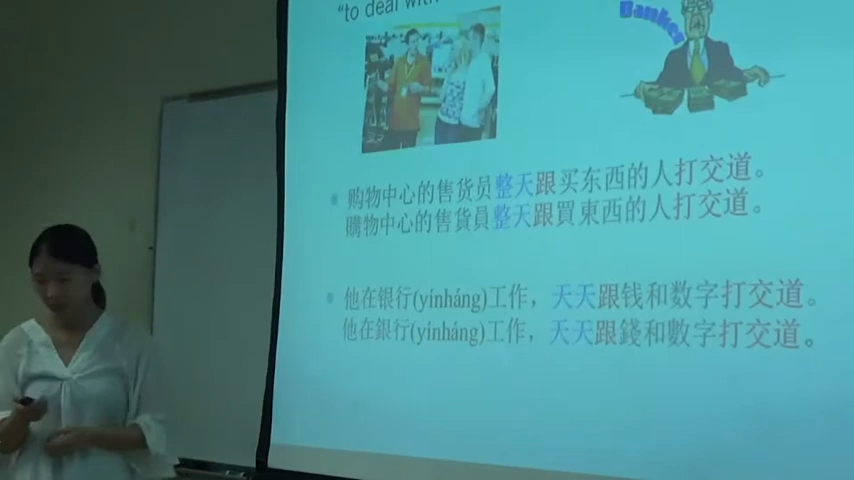 "to deal with
Banker
购物中心的售货员整天跟买东西的人打交道。
購物中心的售貨員整天跟買東西的人打交道。
他在银行(yínháng)工作，天天跟钱和数字打交道。
他在银行(yínháng)工作，天天跟錢和數字打交道。